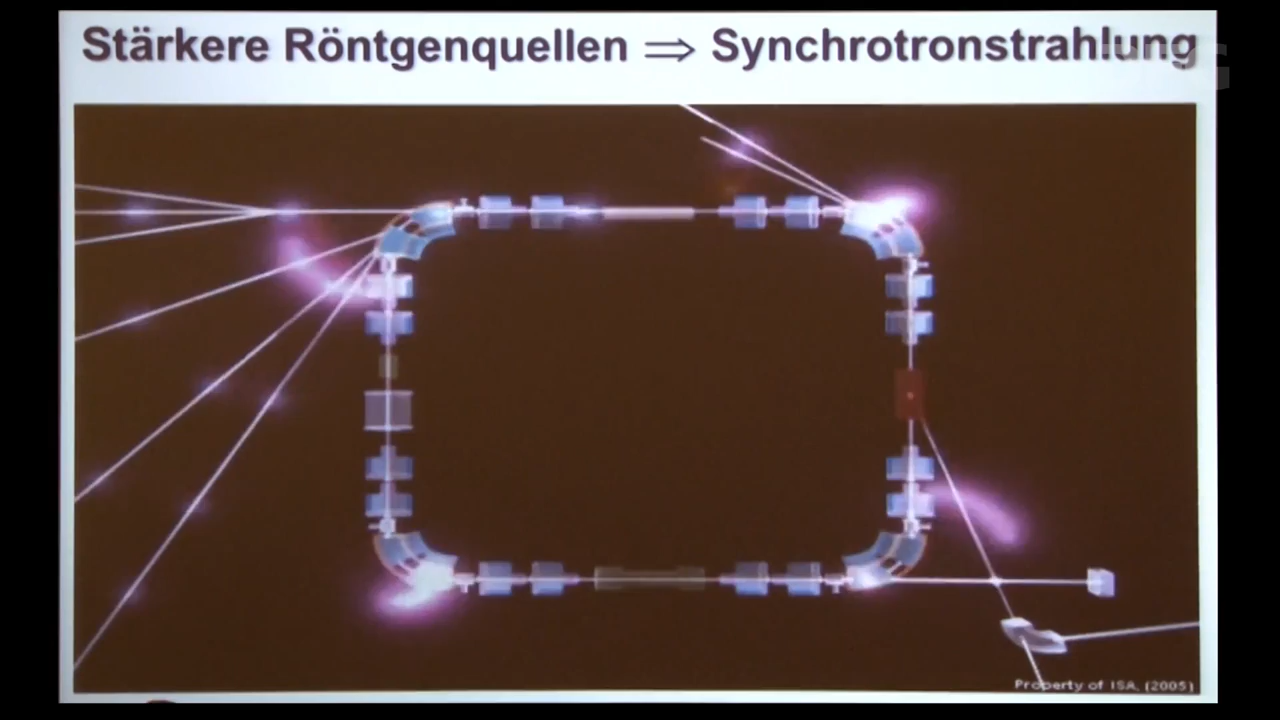 Stärkere Röntgenquellen ⇒ Synchrotronstrahlung
Property of ISA, (2005)